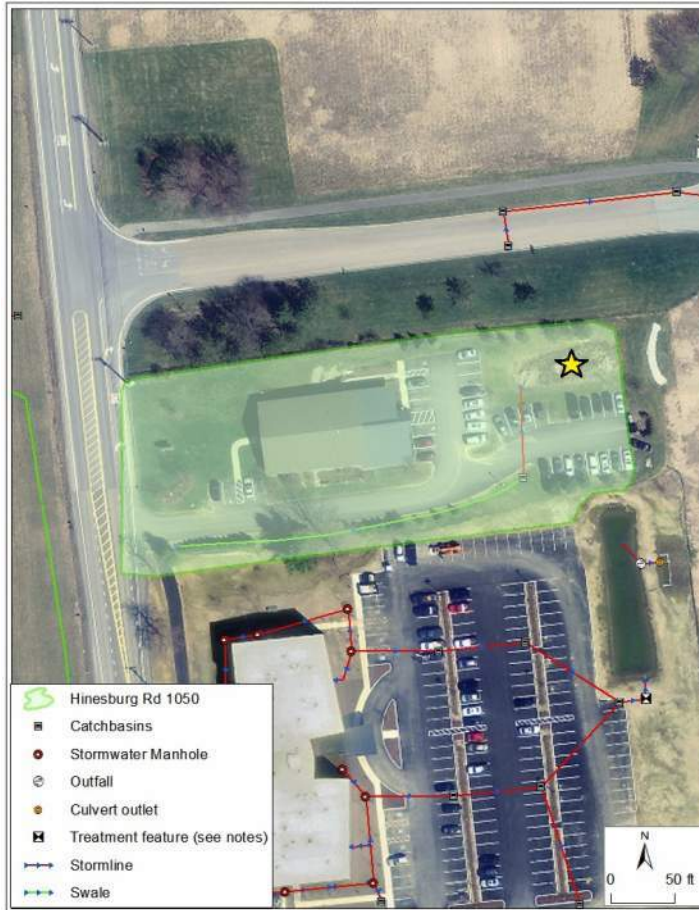 Hinesburg Rd 1050
Catchbasins
Stormwater Manhole
Outfall
Culvert outlet
Treatment feature (see notes)
Stormline
Swale
N
0 50 ft